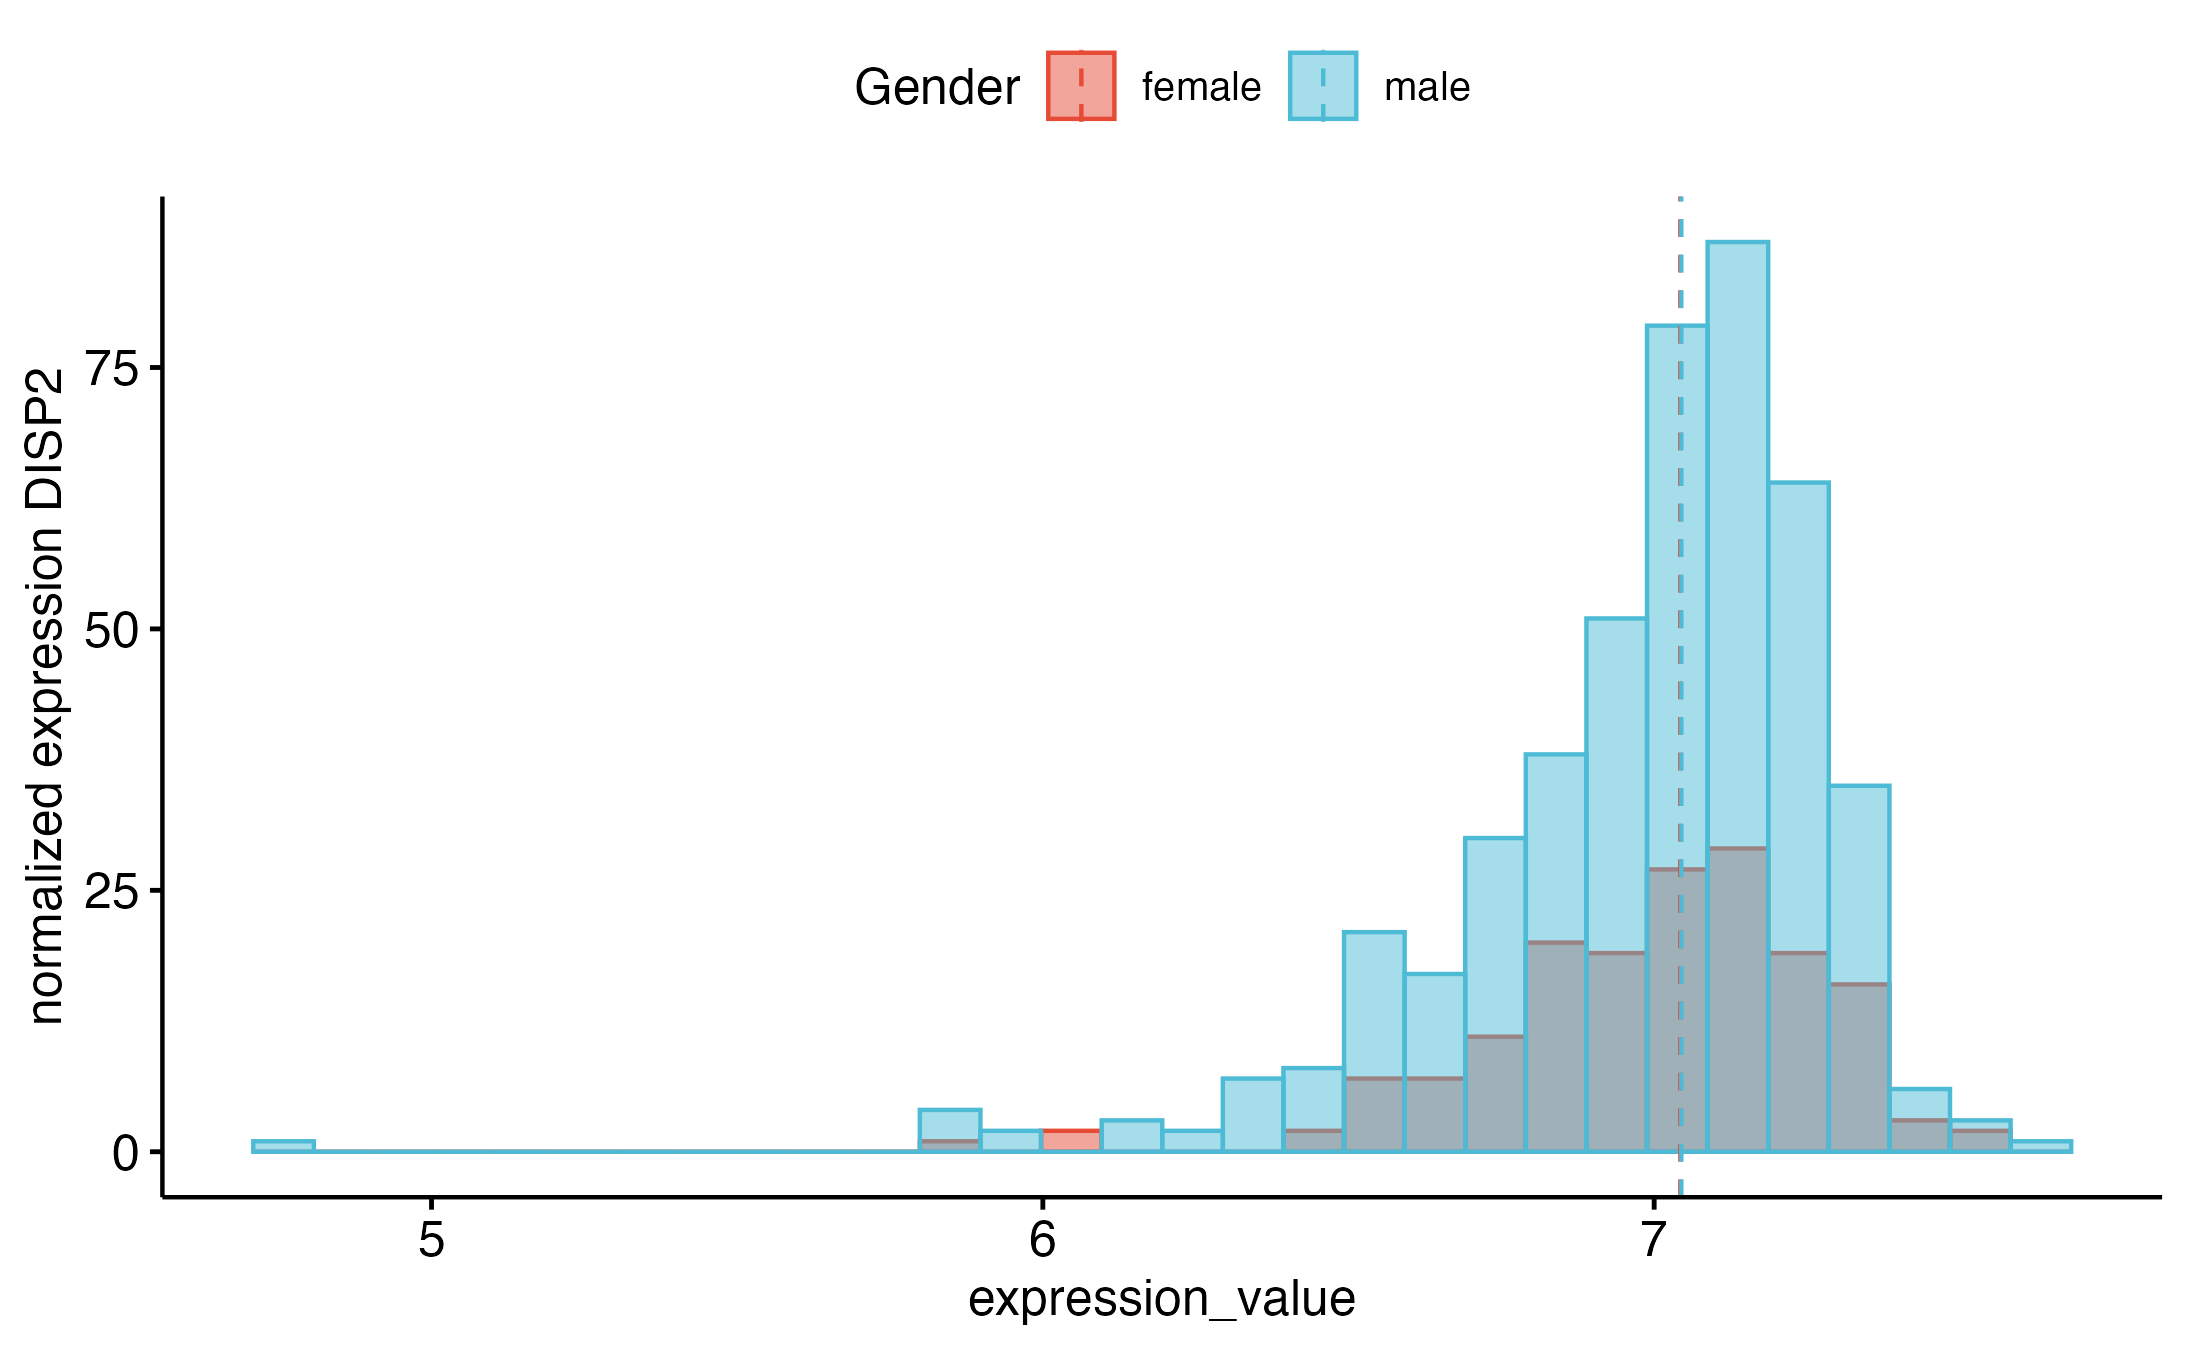 Gender female male
normalized expression DISP2
75
50
25
0
5 6 7
expression_value